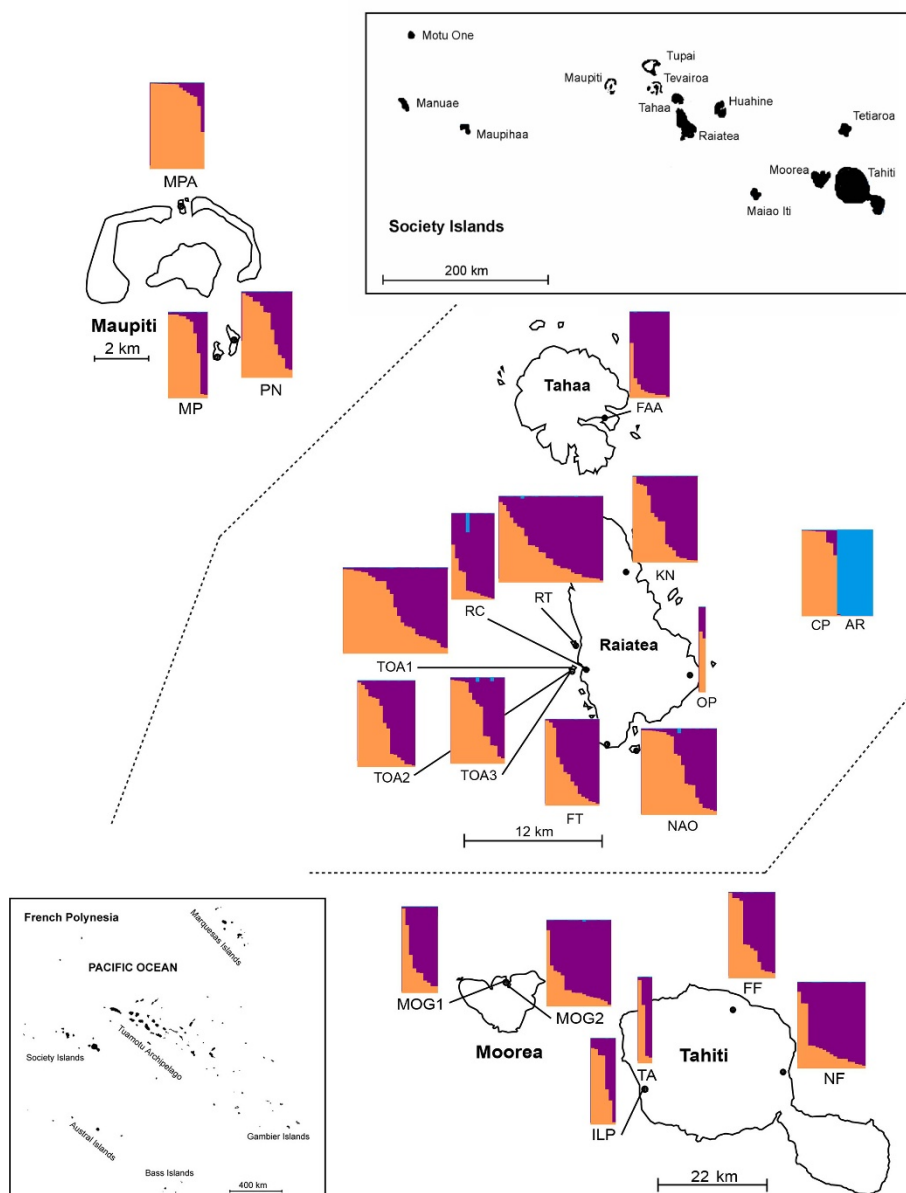 Motu One
Tupai
Maupiti
Tevairoa
Manuae
Tahaa
Huahine
Maupihaa
Raiatea
Tetiaroa
Moorea
Tahiti
Maiao Iti
Society Islands
200 km
MPA
Maupiti
2 km
MP
PN
Tahaa
FAA
KN
RC
RT
CP
AR
TOA1
Raiatea
OP
TOA2
TOA3
FT
NAO
12 km
French Polynesia
Marquesas Islands
PACIFIC OCEAN
Tuamotu Archipelago
Society Islands
Austral Islands
Gambier Islands
Bass Islands
400 km
MOG1
MOG2
Moorea
FF
TA
Tahiti
NF
ILP
22 km